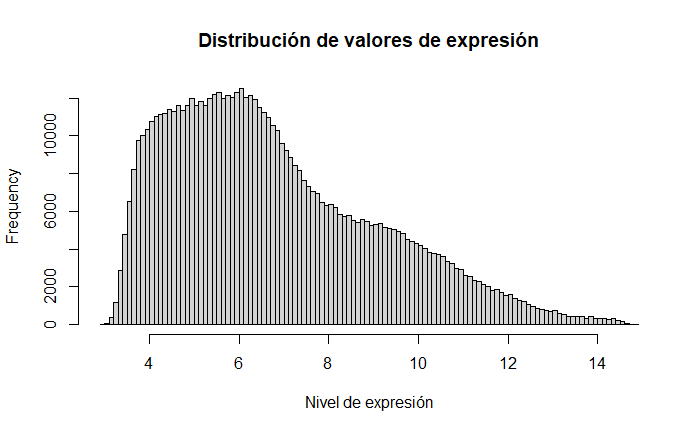 Distribución de valores de expresión
Frequency
10000
6000
2000
0
4 6 8 10 12 14
Nivel de expresión